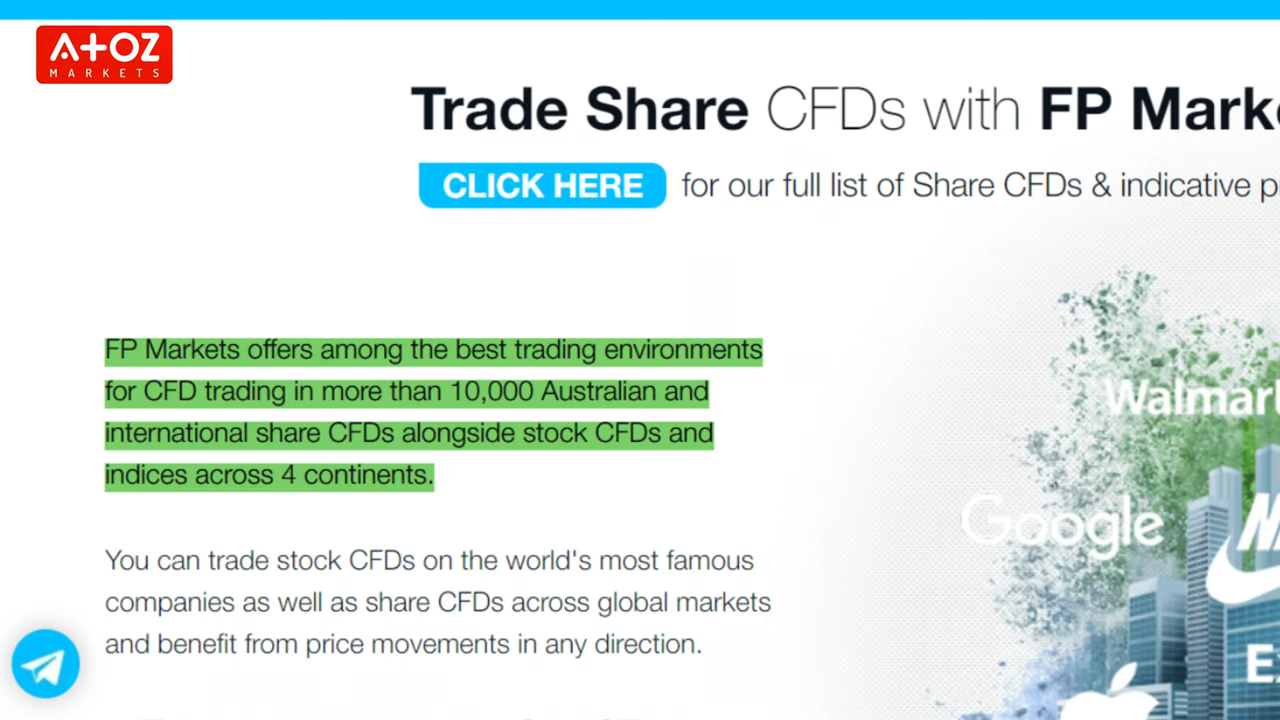 A+OZ
MARKETS
Trade Share CFDs with FP
CLICK HERE for our full list of Share CFDs & indicative
FP Markets offers among the best trading environments
for CFD trading in more than 10,000 Australian and
international share CFDs alongside stock CFDs and
indices across 4 continents.
Walmart
Google
You can trade stock CFDs on the world's most famous
companies as well as share CFDs across global markets
and benefit from price movements in any direction.